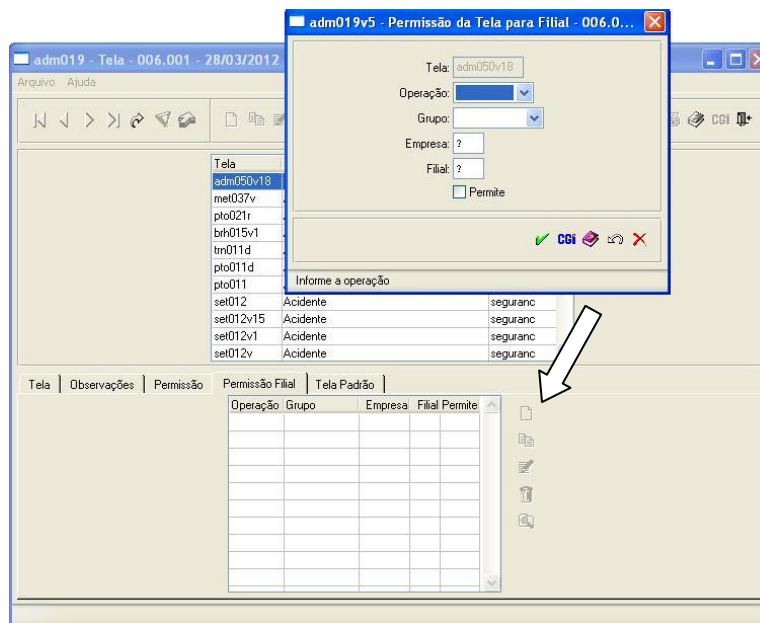 adm019v5 - Permissão da Tela para Filial - 006.0...
adm019 - Tela - 006.001 - 28/03/2012
Arquivo Ajuda
Tela: adm050v18
Operação:
Grupo:
Empresa: ?
Filial: ?
Permite
CGi
CGi
Informe a operação
Tela
adm050v18
met037v
pto021r
brh015v1
trn011d
pto011d
pto011
set012 Acidente seguranc
set012v15 Acidente seguranc
set012v1 Acidente seguranc
set012v Acidente seguranc
Tela Observações Permissão Permissão Filial Tela Padrão
Operação Grupo Empresa Filial Permite